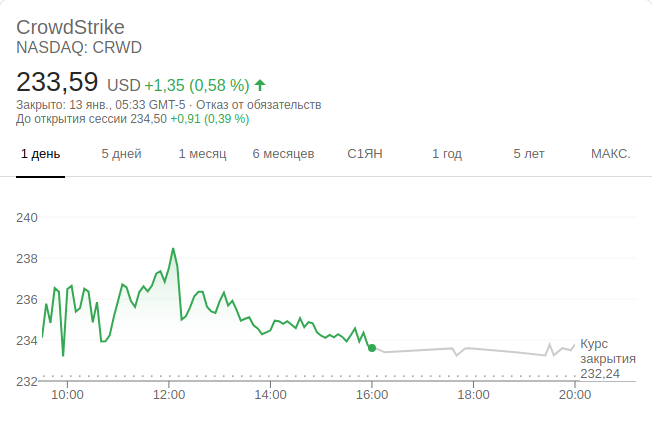 CrowdStrike
NASDAQ: CRWD
233,59 USD +1,35 (0,58 %)
Закрыто: 13 янв., 05:33 GMT-5 · Отказ от обязательств
До открытия сессии 234,50 +0,91 (0,39 %)
1 день 5 дней 1 месяц 6 месяцев С1ЯН 1 год 5 лет МАКС.
240
238
236
234
232
Курс
закрытия
232,24
10:00 12:00 14:00 16:00 18:00 20:00